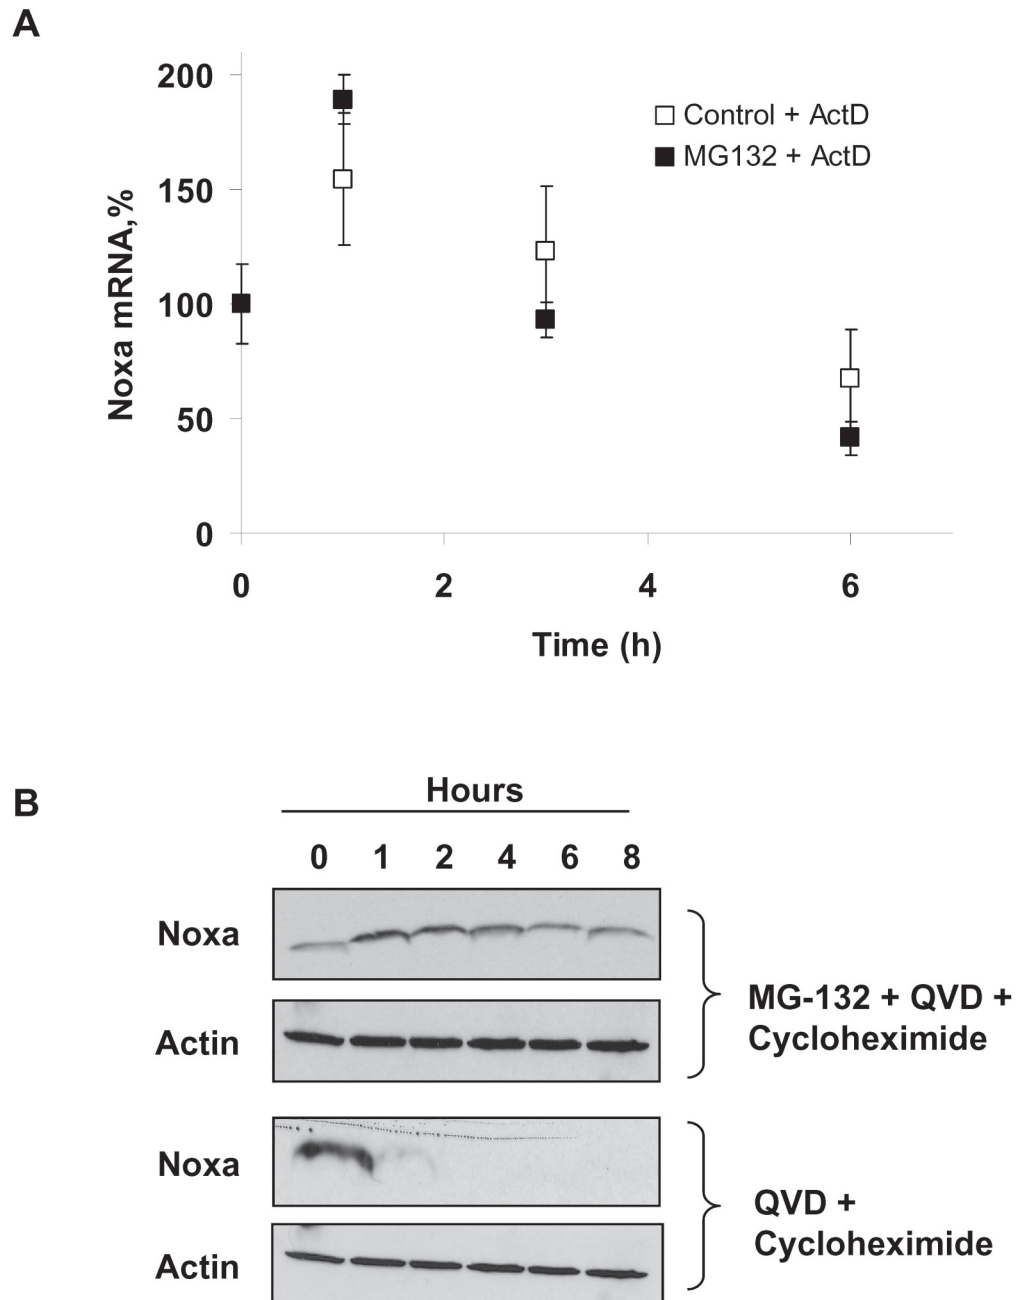 A
Noxa mRNA,%
200
150
100
50
0
Control + ActD
MG132 + ActD
0 2 4 6
Time (h)
B
Hours
0 1 2 4 6 8
Noxa
Actin
MG-132 + QVD +
Cycloheximide
Noxa
Actin
QVD +
Cycloheximide